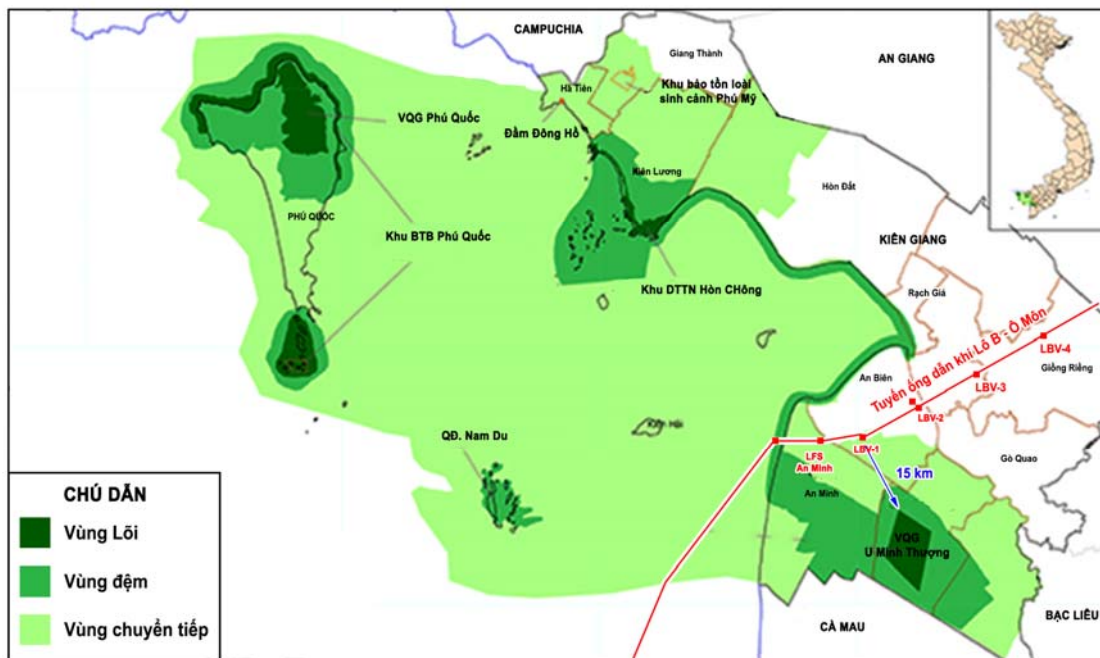 CAMPUCHIA
Giang Thành
AN GIANG
Hà Tiên
Khu bảo tồn loài
sinh cảnh Phú Mỹ
VQG Phú Quốc
Đầm Đông Hồ
Kiên Lương
Hòn Đất
PHÚ QUỐC
Khu BTB Phú Quốc
KIÊN GIANG
Khu DTTN Hòn CHông
Rạch Giá
Tuyến ống dẫn khí Lô B - Ô Môn
LBV-4
Giồng Riềng
An Biên
LBV-3
LBV-2
Kiên Hải
QĐ. Nam Du
LBV-1
LFS
An Minh
Gò Quao
15 km
An Minh
VQG
U Minh Thượng
CHÚ DẪN
Vùng Lõi
Vùng đệm
Vùng chuyển tiếp
CÀ MAU
BẠC LIÊU